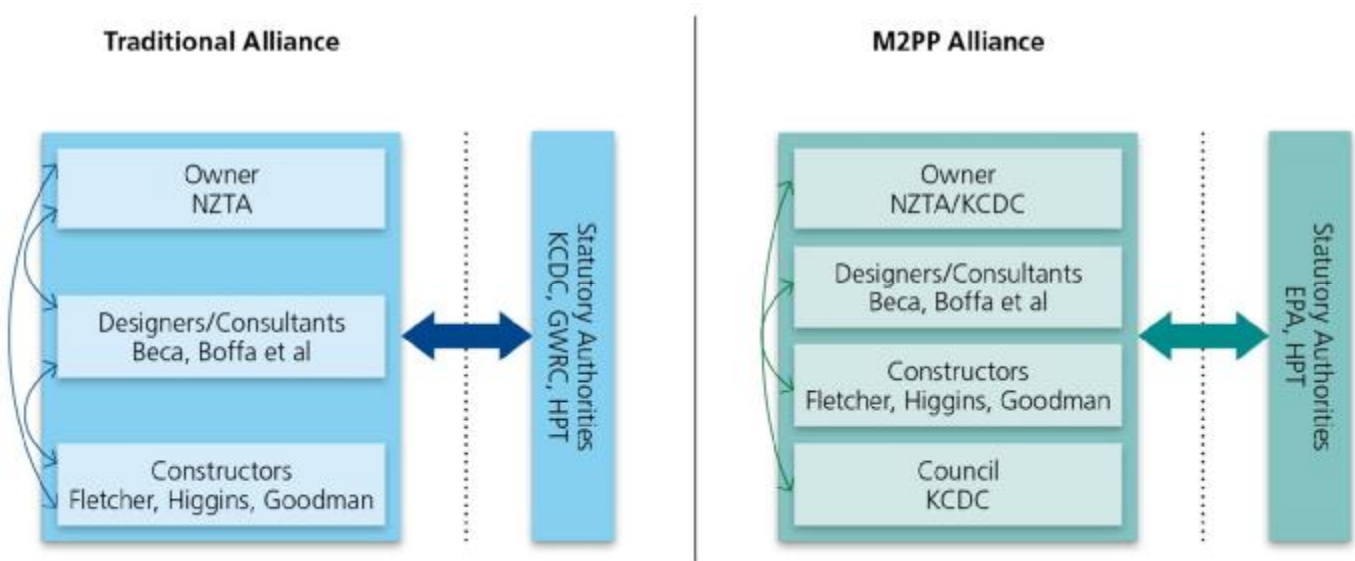 Traditional Alliance
Owner
NZTA
Designers/Consultants
Beca, Boffa et al
Constructors
Fletcher, Higgins, Goodman
Statutory Authorities
KCDC, GWRC, HPT
M2PP Alliance
Owner
NZTA/KCDC
Designers/Consultants
Beca, Boffa et al
Constructors
Fletcher, Higgins, Goodman
Council
KCDC
Statutory Authorities
EPA, HPT